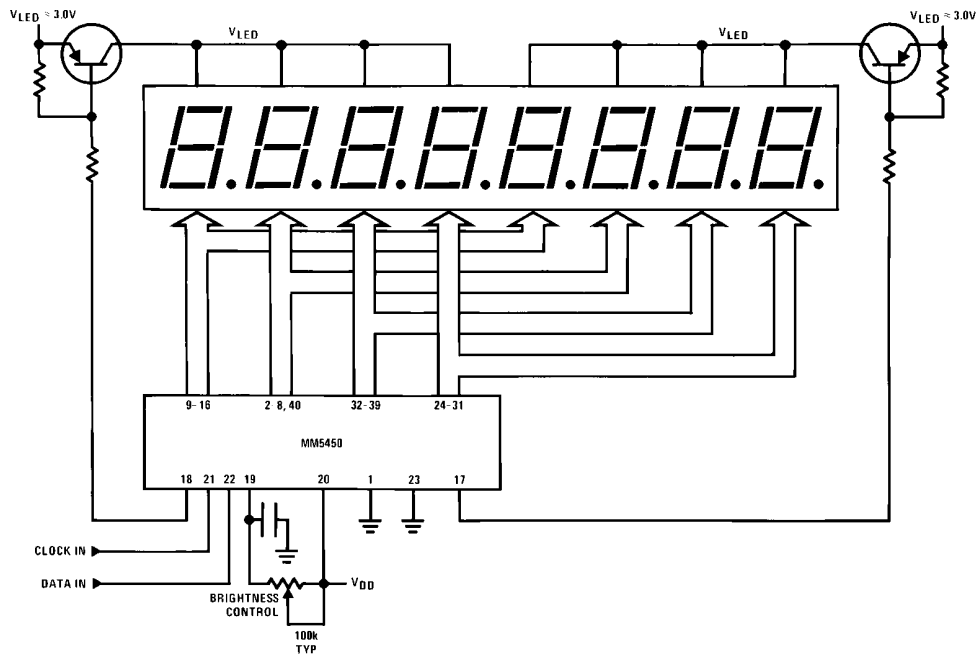 VLED ≈ 3.0V
VLED
VLED
VLED ≈ 3.0V
9-16
2 8, 40
32-39
24-31
MM5450
18
21
22
19
20
1
23
17
CLOCK IN
DATA IN
VDD
BRIGHTNESS
CONTROL
100k
TYP